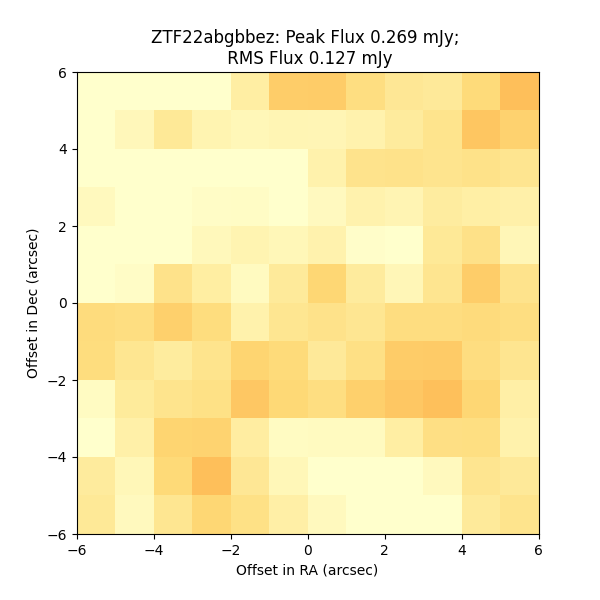 ZTF22abgbbez: Peak Flux 0.269 mJy;
RMS Flux 0.127 mJy
6
4
2
0
−2
−4
−6
Offset in Dec (arcsec)
−6 −4 −2 0 2 4 6
Offset in RA (arcsec)